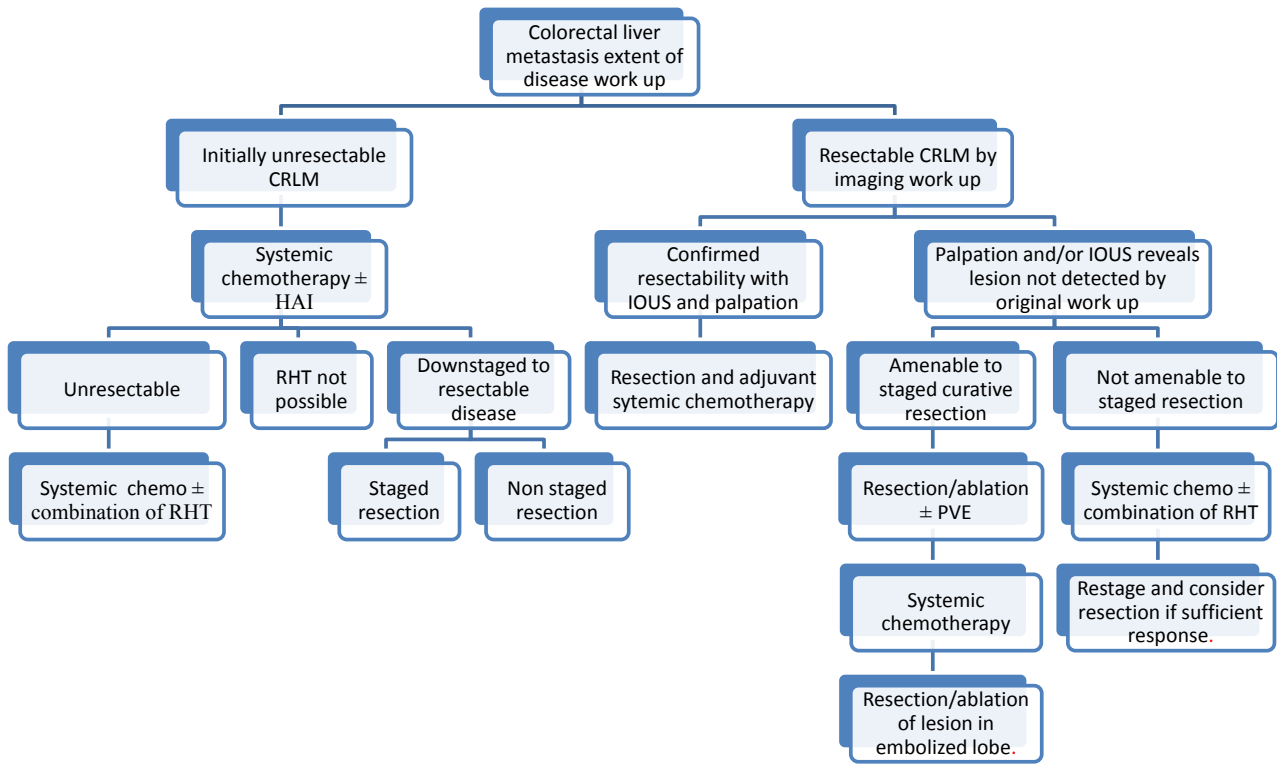 Colorectal liver
metastasis extent of
disease work up
Initially unresectable
CRLM
Resectable CRLM by
imaging work up
Systemic
chemotherapy ±
HAI
Confirmed
resectability with
IOUS and palpation
Palpation and/or IOUS reveals
lesion not detected by
original work up
Unresectable
RHT not
possible
Downstaged to
resectable
disease
Resection and adjuvant
sytemic chemotherapy
Amenable to
staged curative
resection
Not amenable to
staged resection
Systemic chemo ±
combination of RHT
Staged
resection
Non staged
resection
Resection/ablation
± PVE
Systemic chemo ±
combination of RHT
Systemic
chemotherapy
Restage and consider
resection if sufficient
response.
Resection/ablation
of lesion in
embolized lobe.